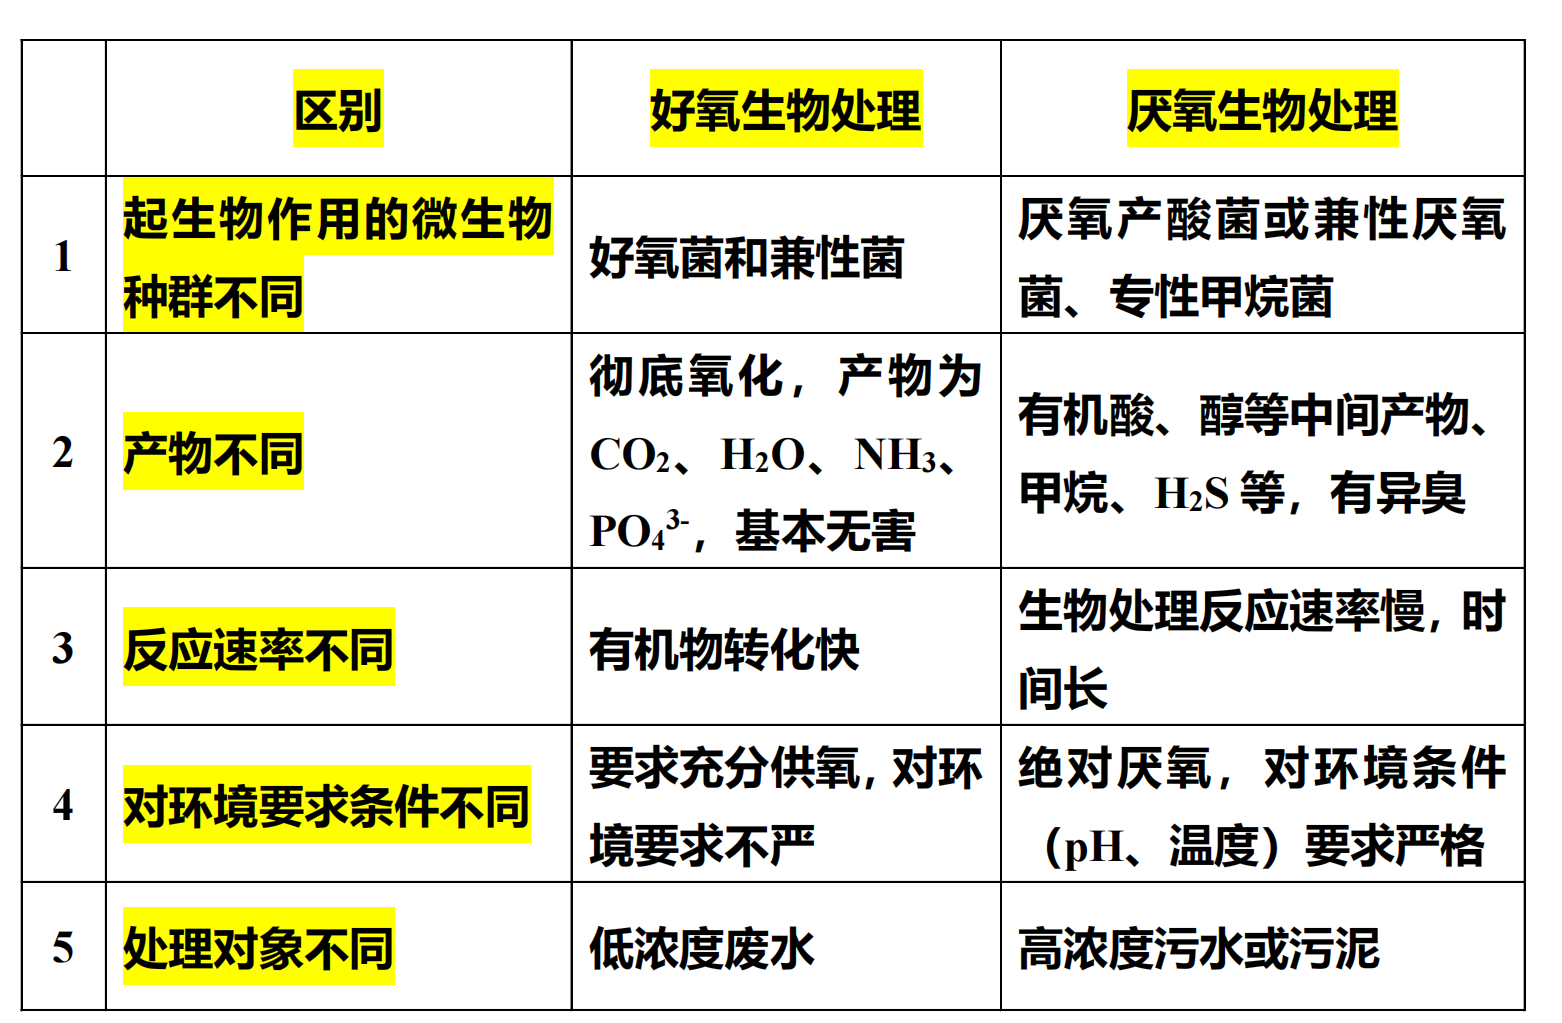 区别
好氧生物处理
厌氧生物处理
1
起生物作用的微生物
种群不同
好氧菌和兼性菌
厌氧产酸菌或兼性厌氧
菌、专性甲烷菌
2
产物不同
彻底氧化，产物为
CO₂、H₂O、NH₃、
PO₄³⁻，基本无害
有机酸、醇等中间产物、
甲烷、H₂S 等，有异臭
3
反应速率不同
有机物转化快
生物处理反应速率慢，时
间长
4
对环境要求条件不同
要求充分供氧，对环
境要求不严
绝对厌氧，对环境条件
（pH、温度）要求严格
5
处理对象不同
低浓度废水
高浓度污水或污泥